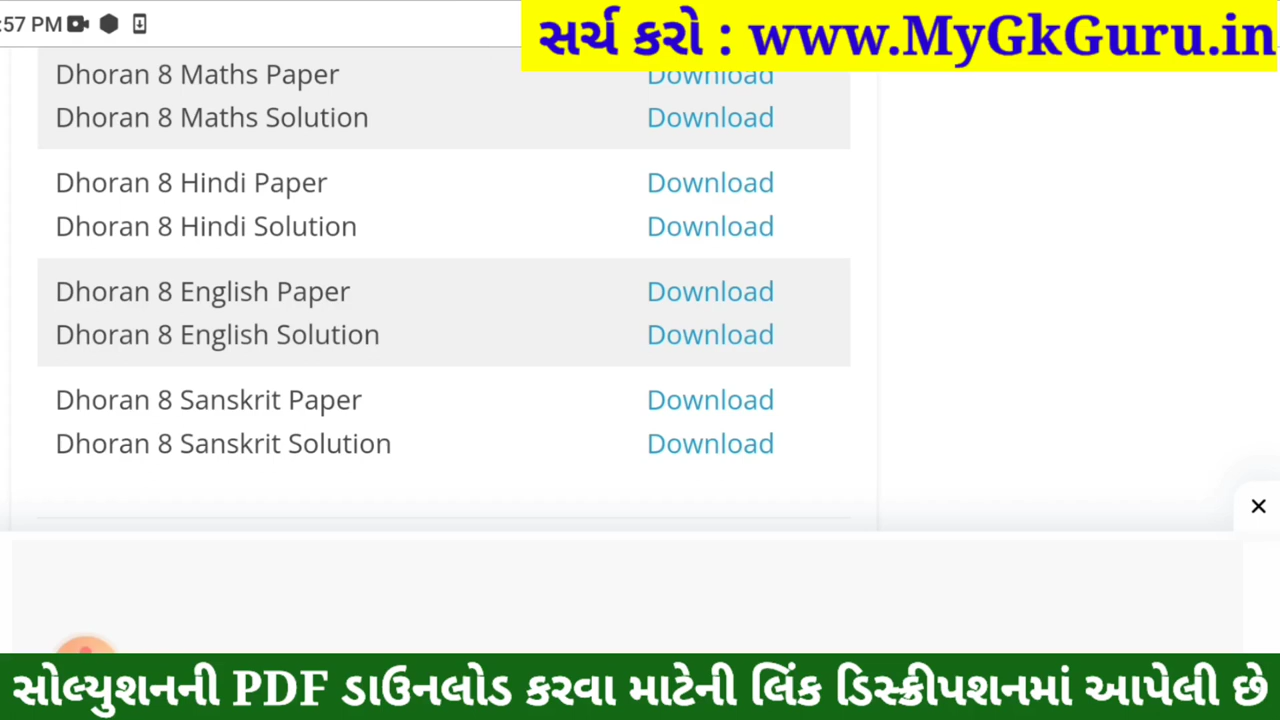 :57 PM
સર્ચ કરો : www.MyGkGuru.in
Dhoran 8 Maths Paper Download
Dhoran 8 Maths Solution Download
Dhoran 8 Hindi Paper Download
Dhoran 8 Hindi Solution Download
Dhoran 8 English Paper Download
Dhoran 8 English Solution Download
Dhoran 8 Sanskrit Paper Download
Dhoran 8 Sanskrit Solution Download
સોલ્યુશનની PDF ડાઉનલોડ કરવા માટેની લિંક ડિસ્ક્રીપશનમાં આપેલી છે